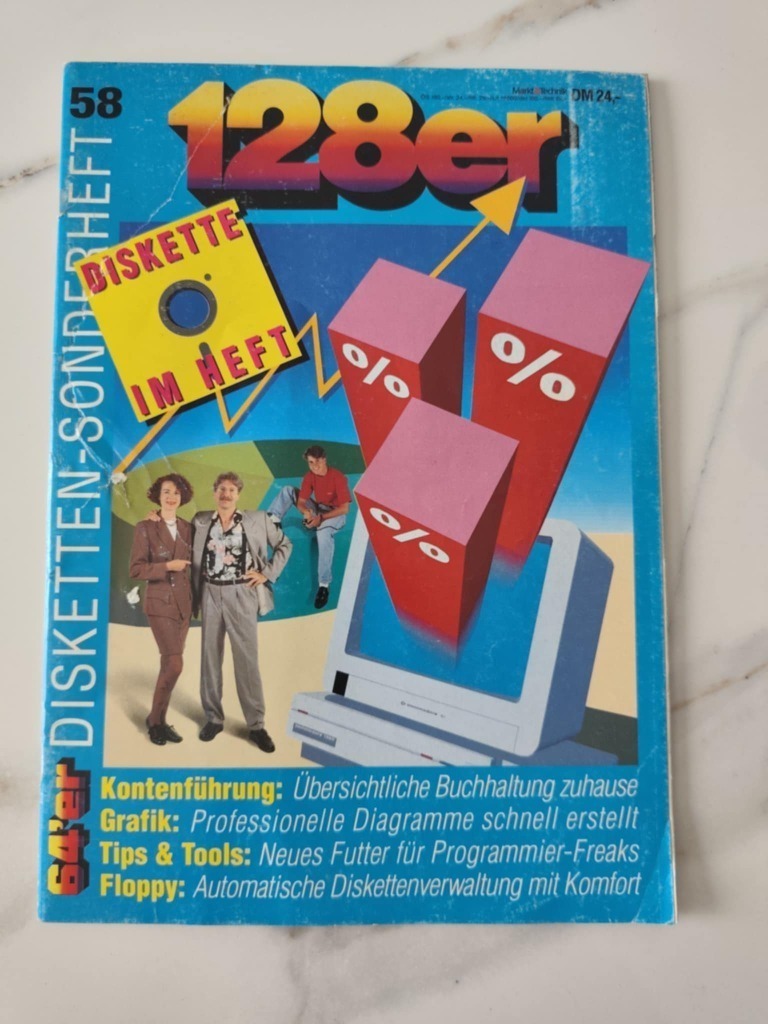 58
128er
Markt&Technik
DM 24,-
DISKETTEN-SONDERHEFT
64'er
DISKETTE
IM HEFT
%
%
%
Kontenführung: Übersichtliche Buchhaltung zuhause
Grafik: Professionelle Diagramme schnell erstellt
Tips & Tools: Neues Futter für Programmier-Freaks
Floppy: Automatische Diskettenverwaltung mit Komfort